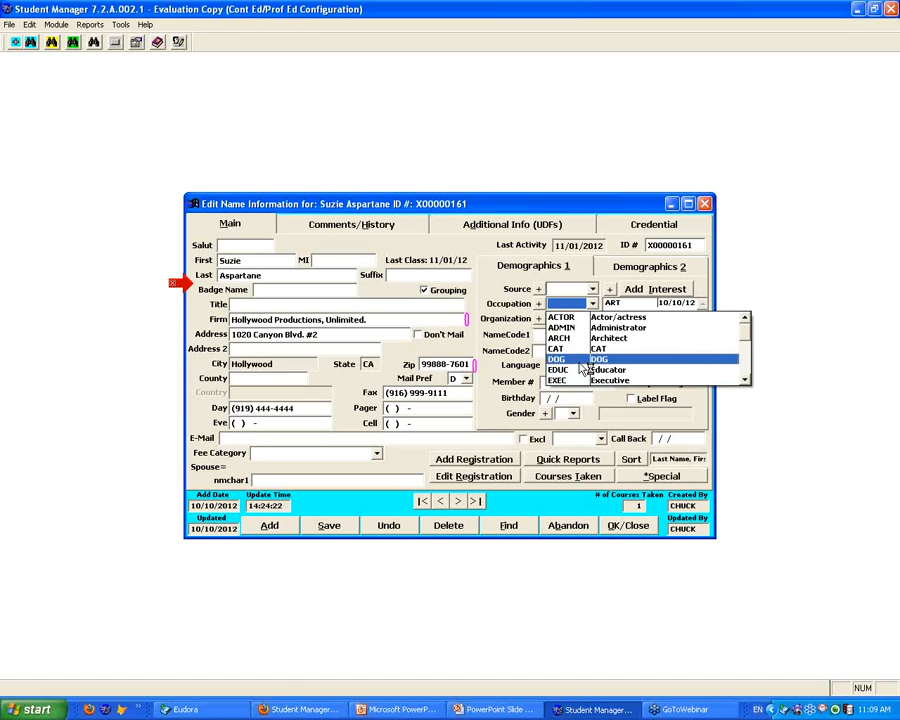 Student Manager 7.2.A.002.1 - Evaluation Copy (Cont Ed/Prof Ed Configuration)
File Edit Module Reports Tools Help
Edit Name Information for: Suzie Aspartane ID #: X00000161
Main Comments/History Additional Info (UDFs) Credential
Salut Last Activity 11/01/2012 ID # X00000161
First Suzie MI Last Class: 11/01/12 Demographics 1 Demographics 2
Last Aspartane Suffix
Badge Name Grouping Source + + Add Interest
Title Occupation + ART 10/10/12
Firm Hollywood Productions, Unlimited. Organization + ACTOR Actor/actress
ADMIN Administrator
Address 1020 Canyon Blvd. #2 Don't Mail NameCode1 ARCH Architect
Address 2 NameCode2 CAT CAT
DOG DOG
City Hollywood State CA Zip 99888-7601 Language EDUC Educator
County Mail Pref D Member # EXEC Executive
Country Fax (916) 999-9111 Birthday / / Label Flag
Day (919) 444-4444 Pager ( ) - Gender +
Eve ( ) - Cell ( ) -
E-Mail Excl Call Back / /
Fee Category Add Registration Quick Reports Sort Last Name, Firs
Spouse=
nmchar1 Edit Registration Courses Taken *Special
Add Date Update Time |< < > >| # of Courses Taken Created By
10/10/2012 14:24:22 1 CHUCK
Updated Updated By
10/10/2012 Add Save Undo Delete Find Abandon OK/Close CHUCK
NUM
start Eudora Student Manager... Microsoft PowerP... PowerPoint Slide ... Student Manager... GoToWebinar EN 11:09 AM